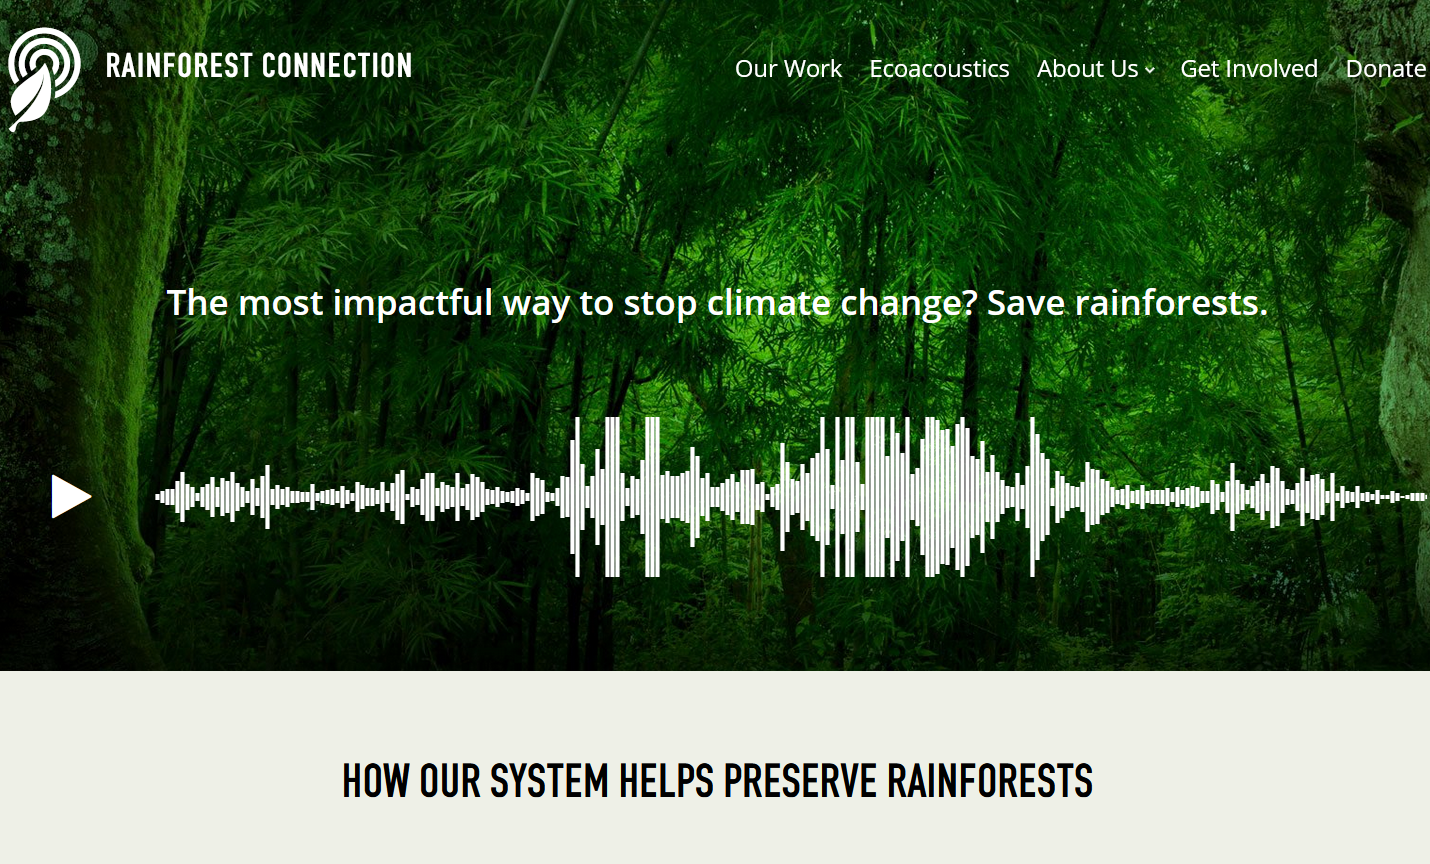 RAINFOREST CONNECTION
Our Work Ecoacoustics About Us Get Involved Donate
The most impactful way to stop climate change? Save rainforests.
HOW OUR SYSTEM HELPS PRESERVE RAINFORESTS